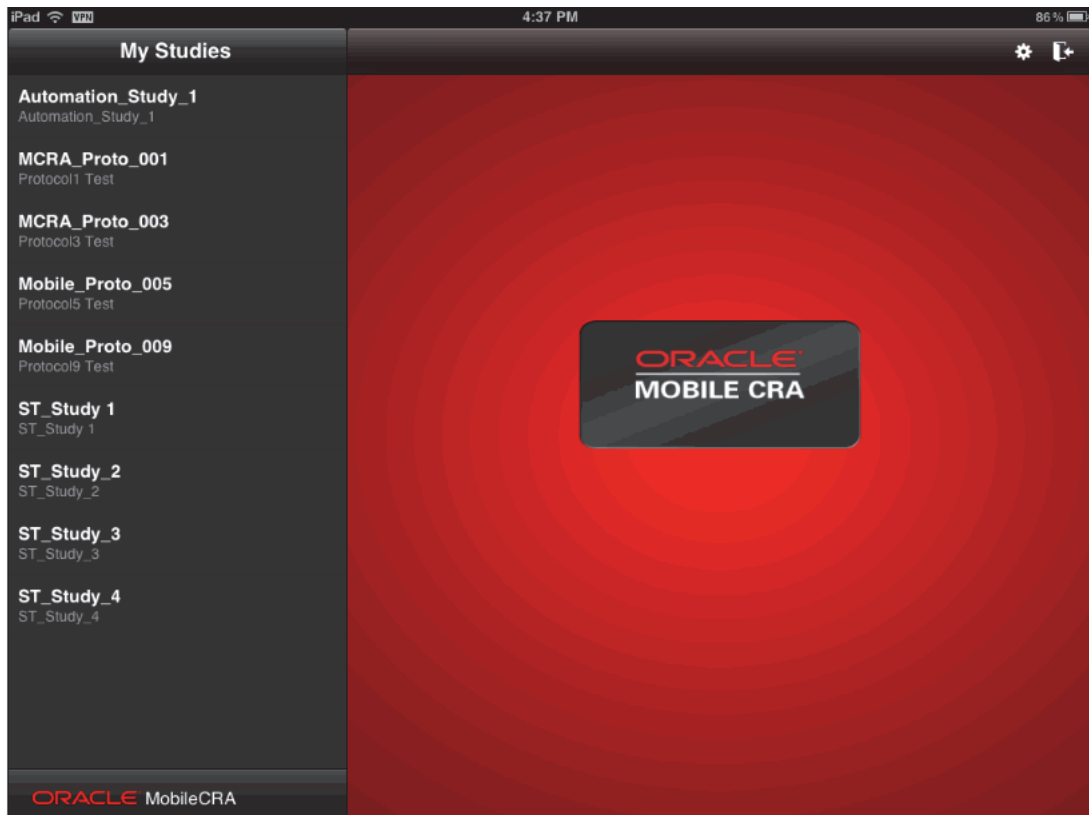 iPad VPN 4:37 PM 86%
My Studies
Automation_Study_1
Automation_Study_1
MCRA_Proto_001
Protocol1 Test
MCRA_Proto_003
Protocol3 Test
Mobile_Proto_005
Protocol5 Test
Mobile_Proto_009
Protocol9 Test
ST_Study 1
ST_Study 1
ST_Study_2
ST_Study_2
ST_Study_3
ST_Study_3
ST_Study_4
ST_Study_4
ORACLE
MOBILE CRA
ORACLE MobileCRA